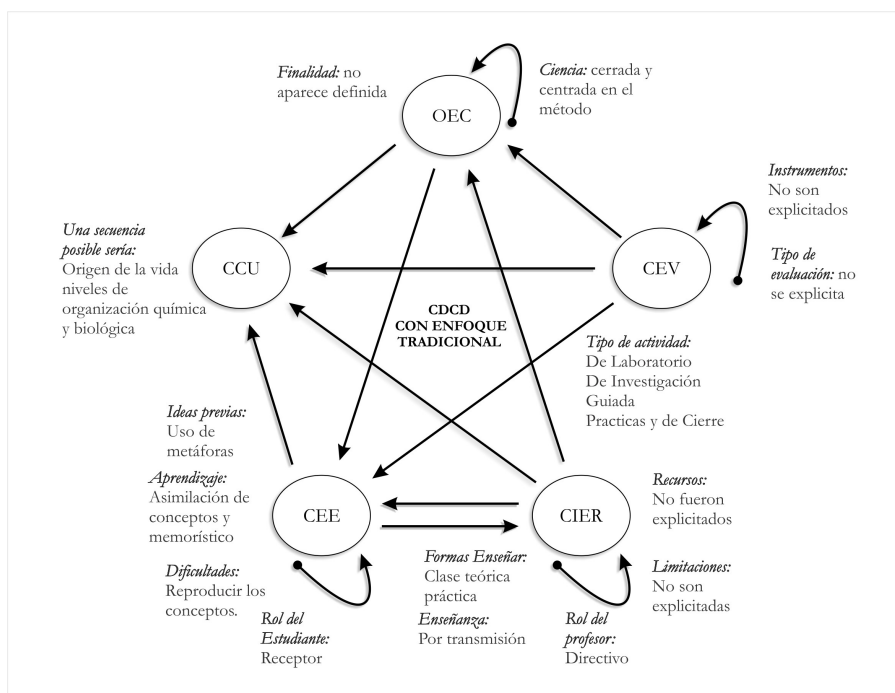 Finalidad: no
aparece definida
OEC
Ciencia: cerrada y
centrada en el
método
Instrumentos:
No son
explicitados
Una secuencia
posible sería:
Origen de la vida
niveles de
organización química
y biológica
CCU
CEV
Tipo de
evaluación: no
se explicita
CDCD
CON ENFOQUE
TRADICIONAL
Tipo de actividad:
De Laboratorio
De Investigación
Guiada
Practicas y de Cierre
Ideas previas:
Uso de
metáforas
Aprendizaje:
Asimilación de
conceptos y
memorístico
CEE
CIER
Recursos:
No fueron
explicitados
Dificultades:
Reproducir los
conceptos.
Rol del
Estudiante:
Receptor
Formas Enseñar:
Clase teórica
práctica
Enseñanza:
Por transmisión
Rol del
profesor:
Directivo
Limitaciones:
No son
explicitadas